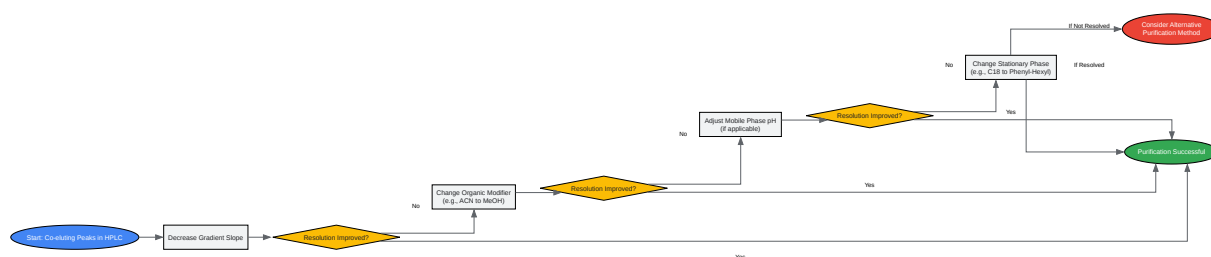 Start: Co-eluting Peaks in HPLC
Decrease Gradient Slope
Resolution Improved?
No
Yes
Change Organic Modifier
(e.g., ACN to MeOH)
Resolution Improved?
No
Yes
Adjust Mobile Phase pH
(if applicable)
Resolution Improved?
No
Yes
Change Stationary Phase
(e.g., C18 to Phenyl-Hexyl)
If Not Resolved
If Resolved
Consider Alternative
Purification Method
Purification Successful